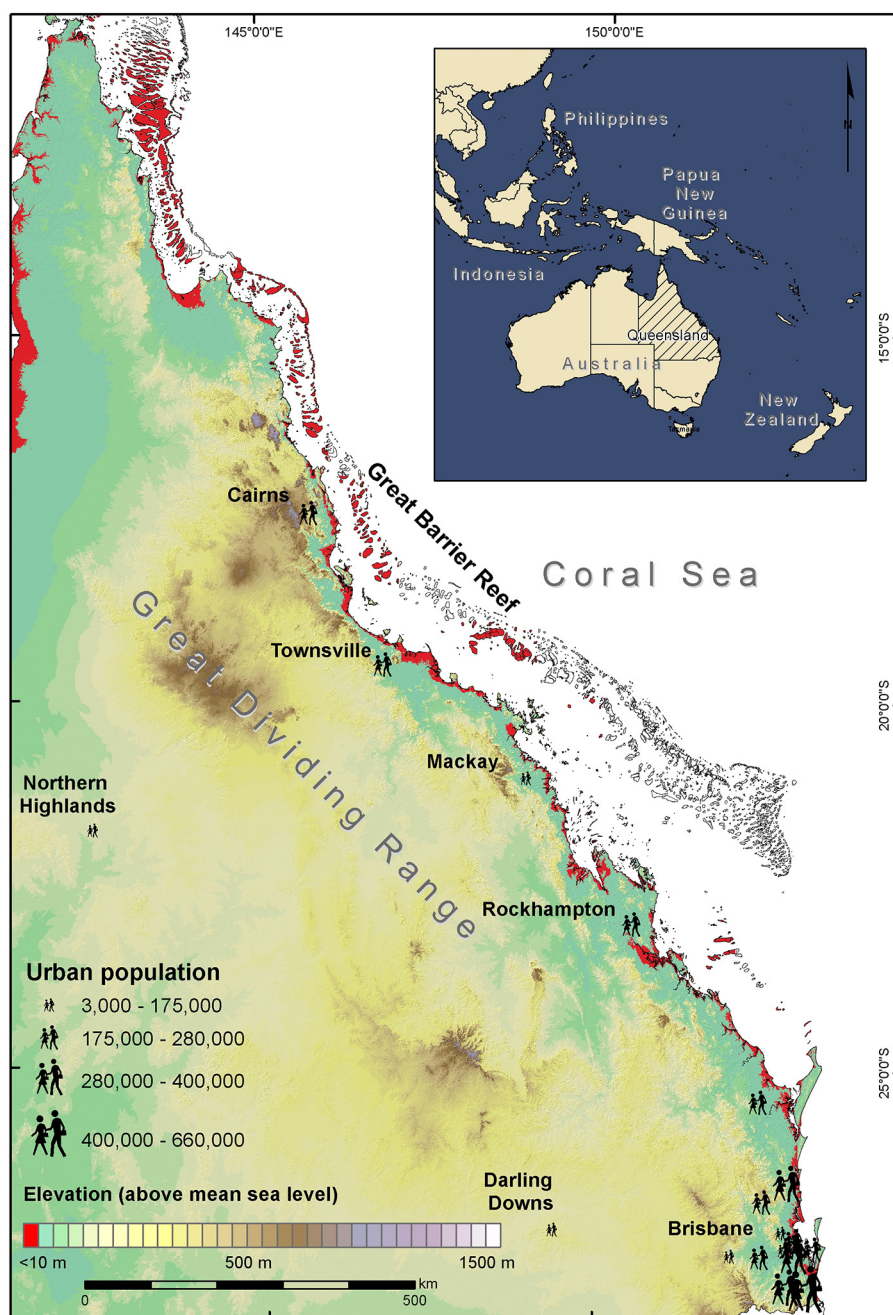 145°0'0"E
150°0'0"E
N
Philippines
Papua
New
Guinea
Indonesia
Queensland
Australia
New
Zealand
Tasmania
15°0'0"S
Cairns
Great Barrier Reef
Coral Sea
Great Dividing Range
Townsville
20°0'0"S
Mackay
Northern
Highlands
Rockhampton
Urban population
3,000 - 175,000
175,000 - 280,000
280,000 - 400,000
400,000 - 660,000
25°0'0"S
Elevation (above mean sea level)
<10 m
500 m
1500 m
0
km
500
Darling
Downs
Brisbane